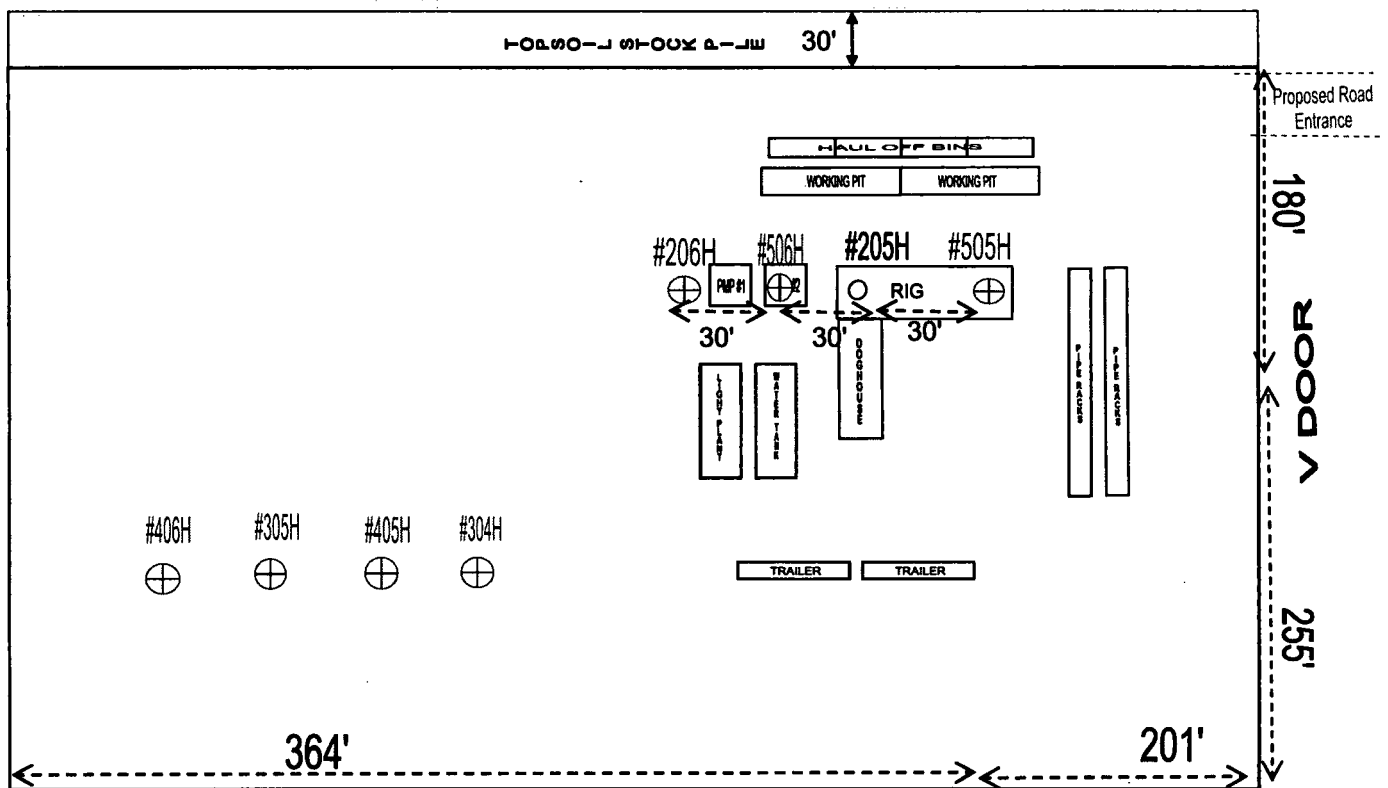 TOPSOIL STOCK PILE 30'
Proposed Road
Entrance
HAUL OFF BINS
WORKING PIT WORKING PIT
180'
#206H #506H #205H #505H
PMP #1 #2 RIG
30' 30' 30'
DOGHOUSE
LIGHT PLANT
WATER TANK
PIPE RACKS
PIPE RACKS
V DOOR
#406H #305H #405H #304H
TRAILER TRAILER
255'
364' 201'